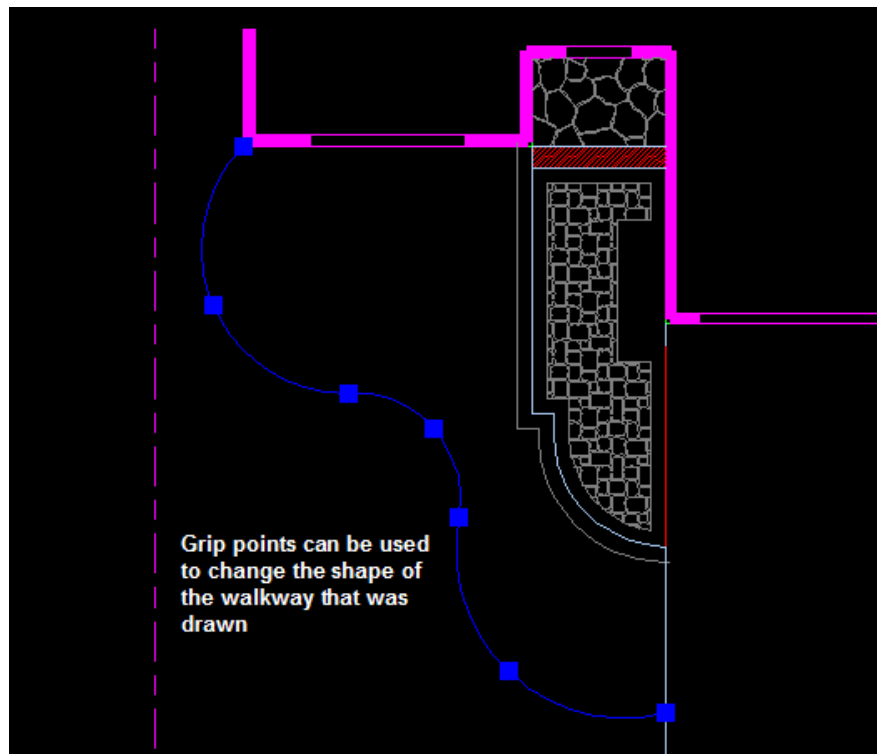 Grip points can be used
to change the shape of
the walkway that was
drawn